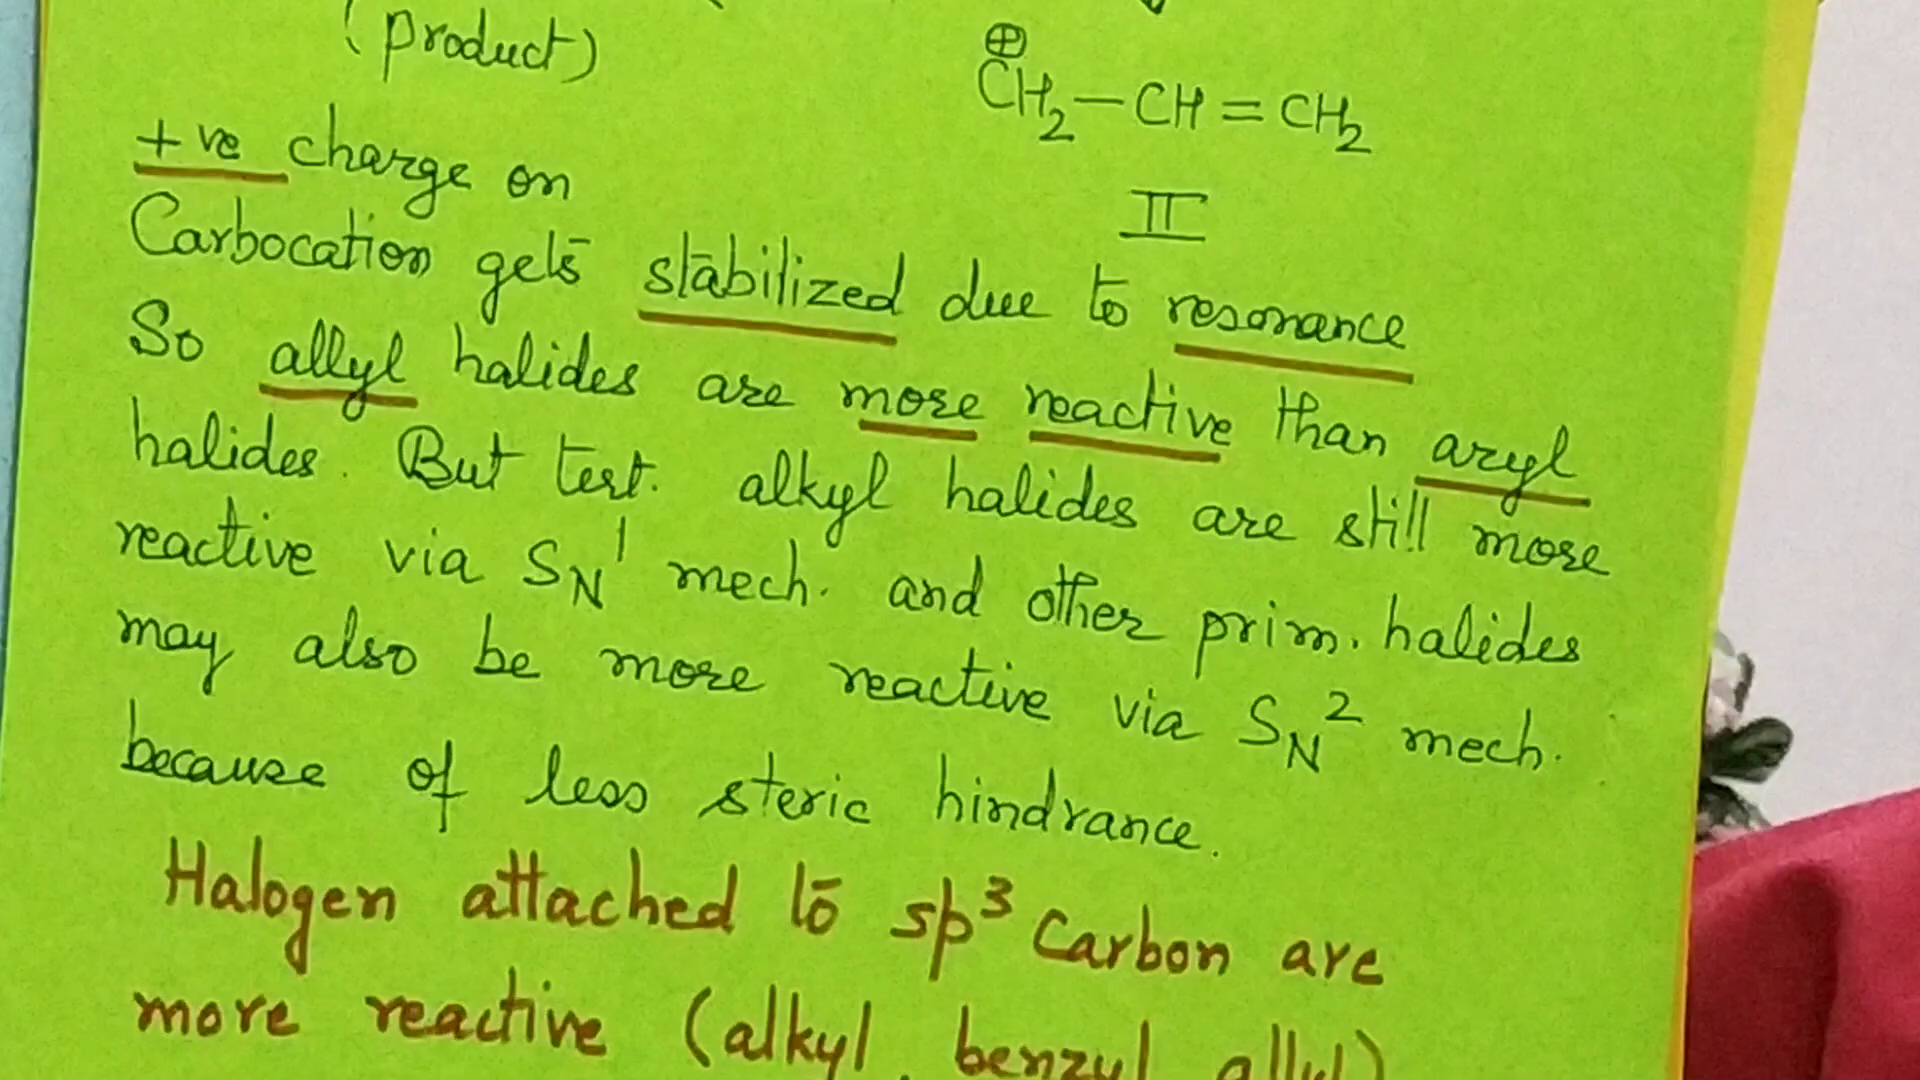 (product)
⊕
CH2-CH=CH2
+ve charge on
II
Carbocation gets stabilized due to resonance
So allyl halides are more reactive than aryl
halides. But tert. alkyl halides are still more
reactive via SN1 mech. and other prim. halides
may also be more reactive via SN2 mech.
because of less steric hindrance.
Halogen attached to sp3 Carbon are
more reactive (alkyl, benzyl, allyl)